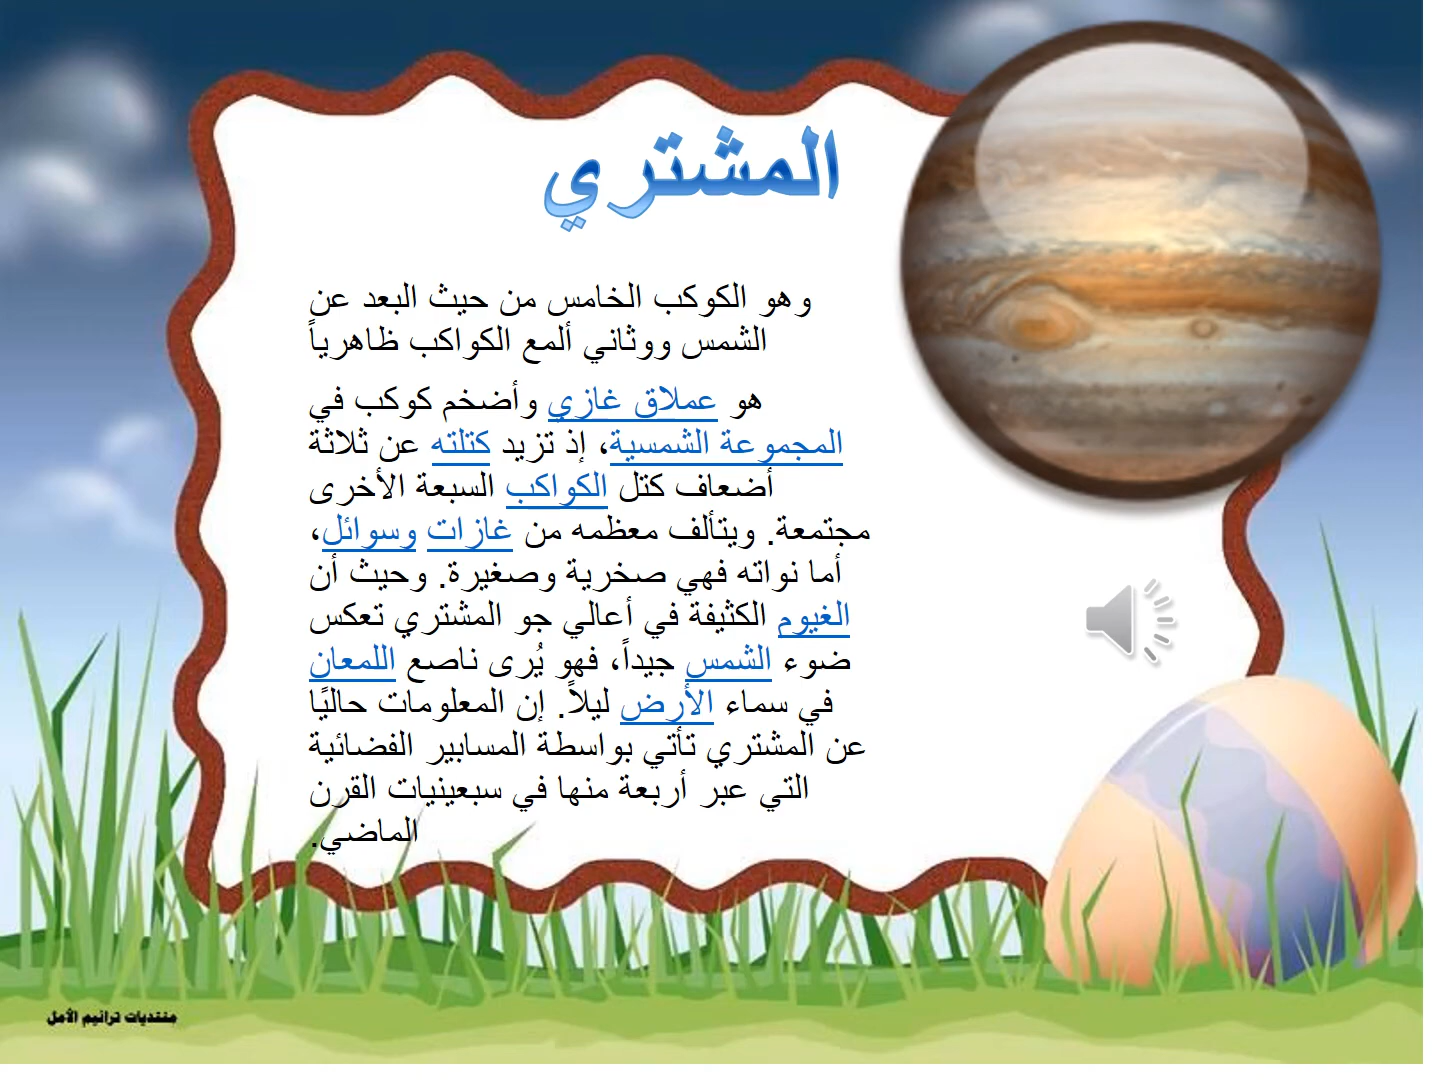 المشتري
وهو الكوكب الخامس من حيث البعد عن
الشمس ووثاني ألمع الكواكب ظاهرياً
هو عملاق غازي وأضخم كوكب في
المجموعة الشمسية، إذ تزيد كتلته عن ثلاثة
أضعاف كتل الكواكب السبعة الأخرى
مجتمعة. ويتألف معظمه من غازات وسوائل،
أما نواته فهي صخرية وصغيرة. وحيث أن
الغيوم الكثيفة في أعالي جو المشتري تعكس
ضوء الشمس جيداً، فهو يُرى ناصع اللمعان
في سماء الأرض ليلاً. إن المعلومات حاليًا
عن المشتري تأتي بواسطة المسابير الفضائية
التي عبر أربعة منها في سبعينيات القرن
الماضي.
منتديات ترانيم الأمل